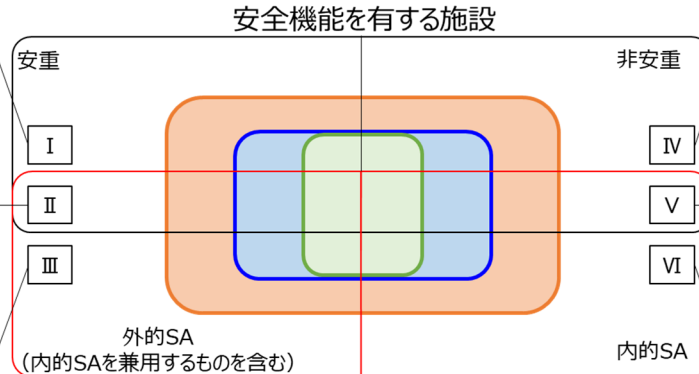 安全機能を有する施設
安重
非安重
Ⅰ
Ⅳ
Ⅱ
Ⅴ
Ⅲ
Ⅵ
外的SA
(内的SAを兼用するものを含む)
内的SA